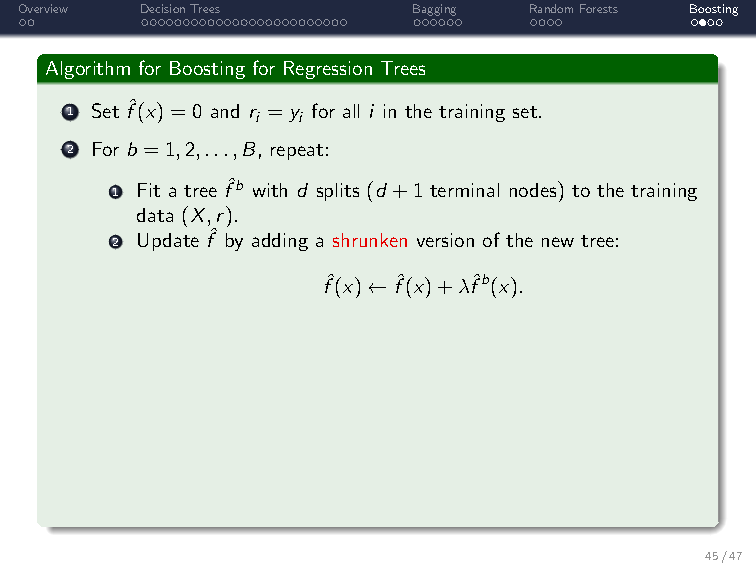 Overview Decision Trees Bagging Random Forests Boosting
Algorithm for Boosting for Regression Trees
1 Set f̂(x) = 0 and rᵢ = yᵢ for all i in the training set.
2 For b = 1, 2, . . . , B, repeat:
1 Fit a tree f̂ᵇ with d splits (d + 1 terminal nodes) to the training
data (X, r).
2 Update f̂ by adding a shrunken version of the new tree:
f̂(x) ← f̂(x) + λf̂ᵇ(x).
45 / 47